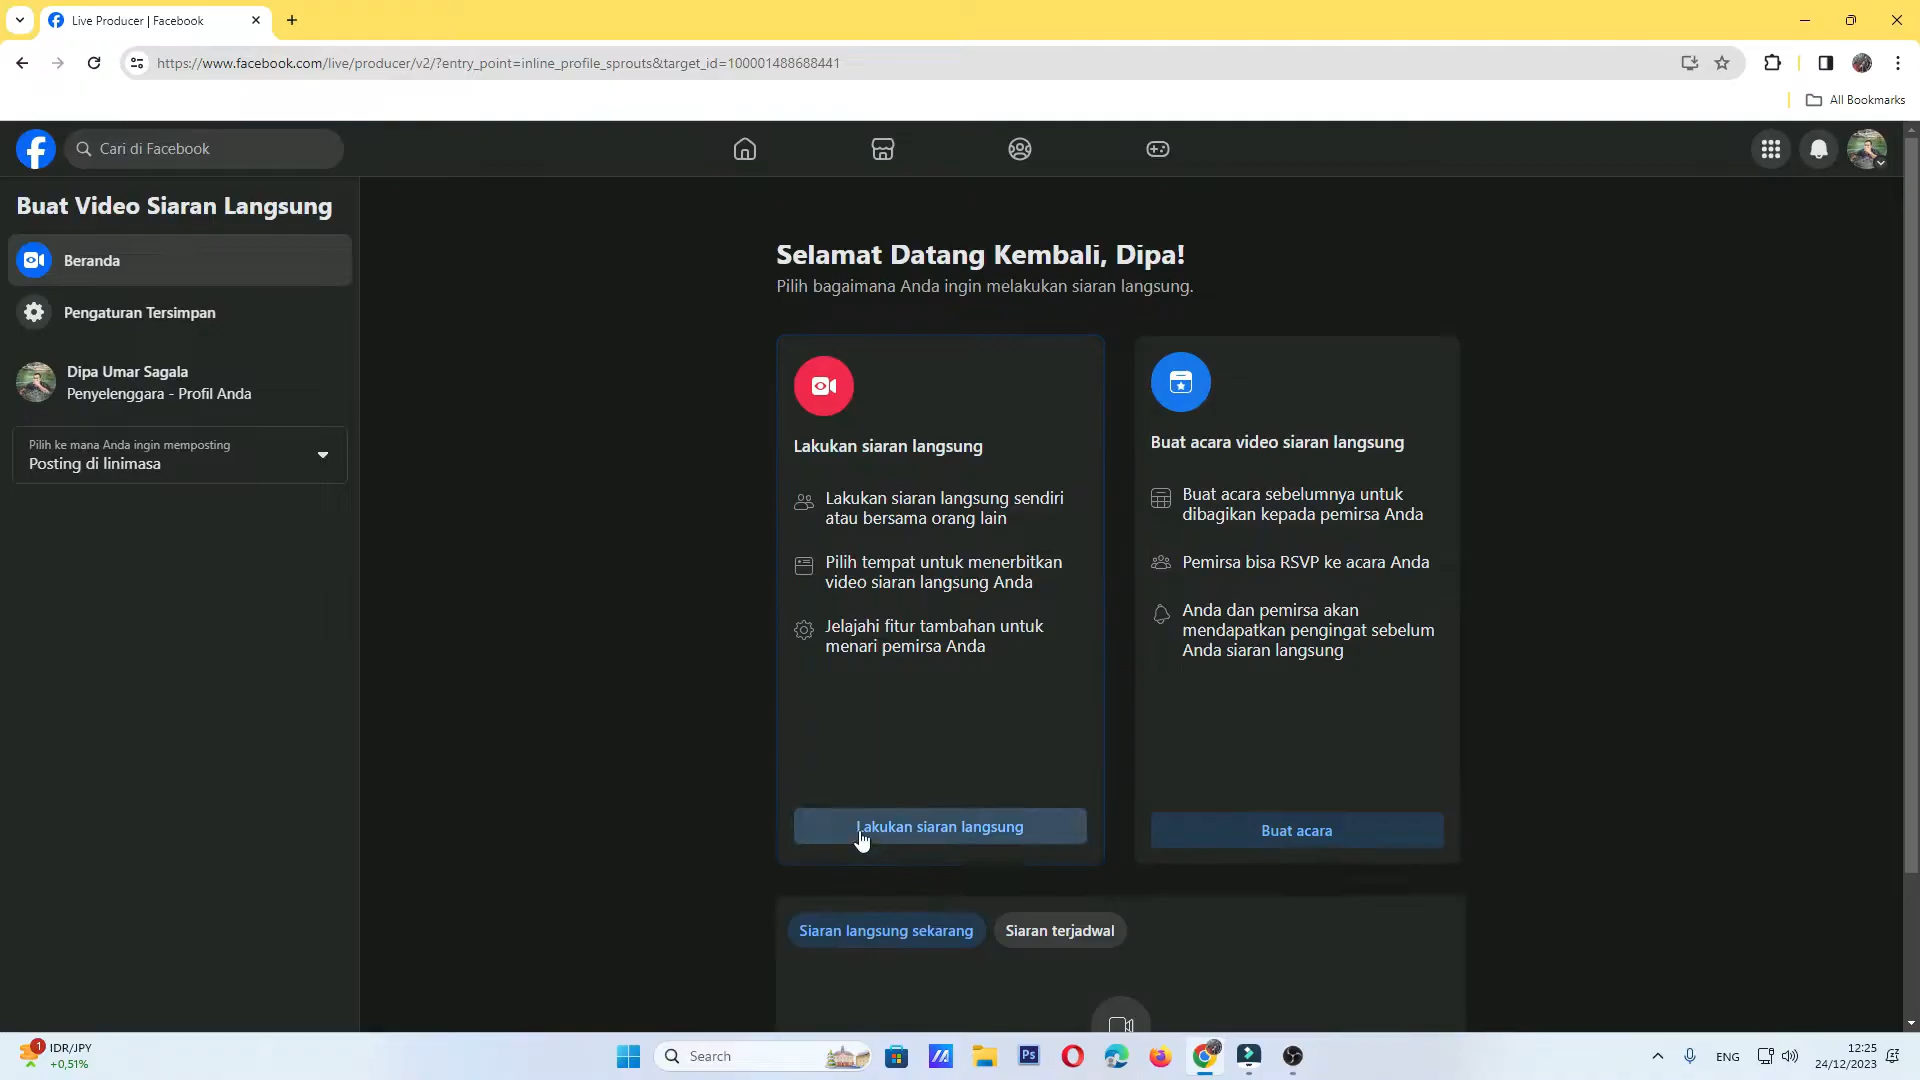 Live Producer | Facebook
https://www.facebook.com/live/producer/v2/?entry_point=inline_profile_sprouts&target_id=100001488688441
All Bookmarks
Cari di Facebook
Buat Video Siaran Langsung
Beranda
Pengaturan Tersimpan
Dipa Umar Sagala
Penyelenggara - Profil Anda
Pilih ke mana Anda ingin memposting
Posting di linimasa
Selamat Datang Kembali, Dipa!
Pilih bagaimana Anda ingin melakukan siaran langsung.
Lakukan siaran langsung
Lakukan siaran langsung sendiri
atau bersama orang lain
Pilih tempat untuk menerbitkan
video siaran langsung Anda
Jelajahi fitur tambahan untuk
menari pemirsa Anda
Lakukan siaran langsung
Buat acara video siaran langsung
Buat acara sebelumnya untuk
dibagikan kepada pemirsa Anda
Pemirsa bisa RSVP ke acara Anda
Anda dan pemirsa akan
mendapatkan pengingat sebelum
Anda siaran langsung
Buat acara
Siaran langsung sekarang
Siaran terjadwal
1
IDR/JPY
+0,51%
Search
Ps
ENG
12:25
24/12/2023